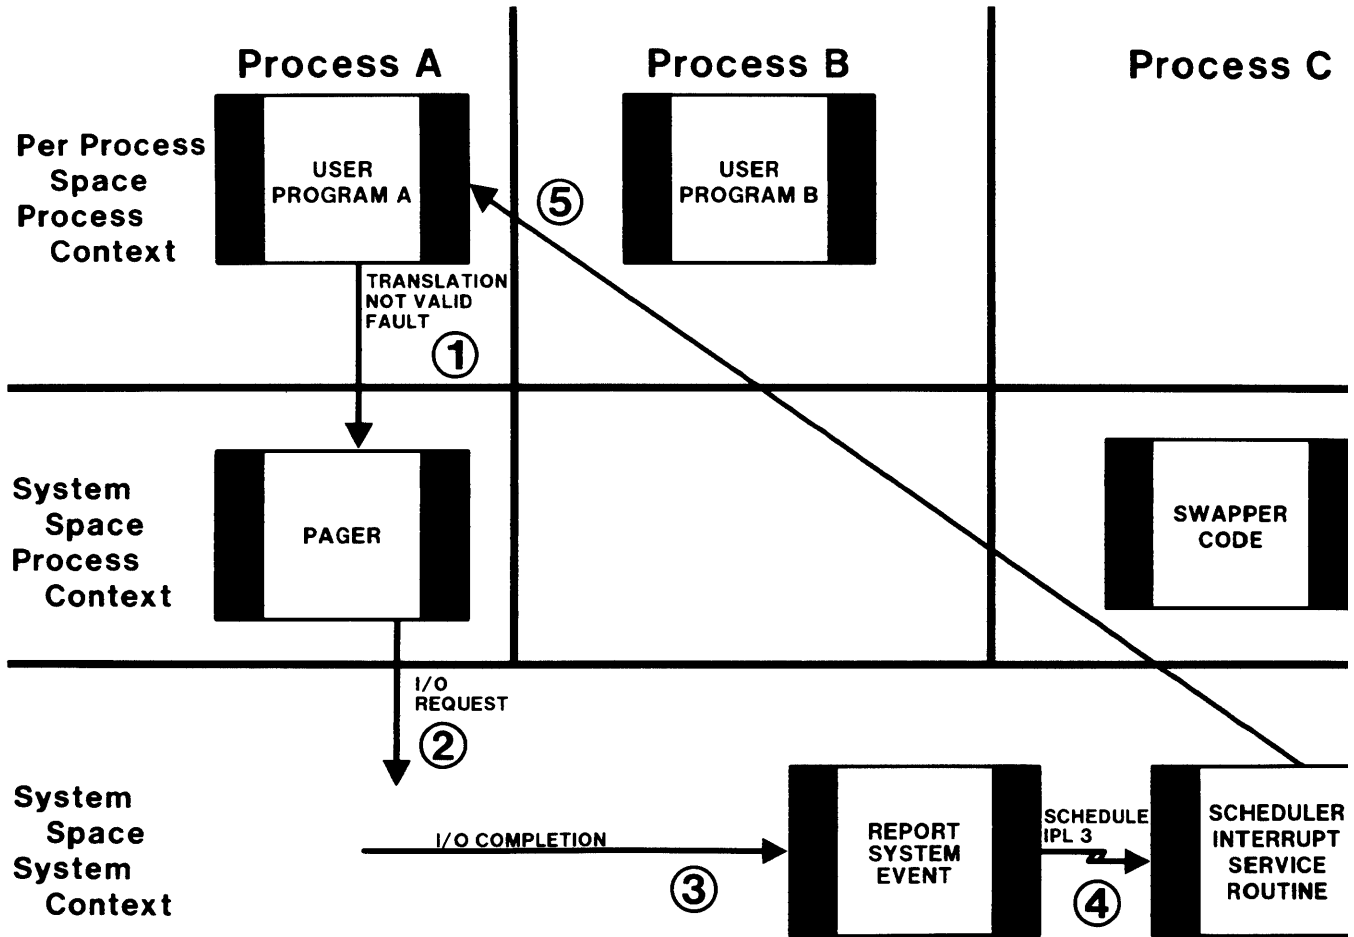 Process A
Process B
Process C
Per Process
Space
Process
Context
USER
PROGRAM A
USER
PROGRAM B
5
TRANSLATION
NOT VALID
FAULT
1
System
Space
Process
Context
PAGER
SWAPPER
CODE
I/O
REQUEST
2
System
Space
System
Context
I/O COMPLETION
3
REPORT
SYSTEM
EVENT
SCHEDULE
IPL 3
4
SCHEDULER
INTERRUPT
SERVICE
ROUTINE